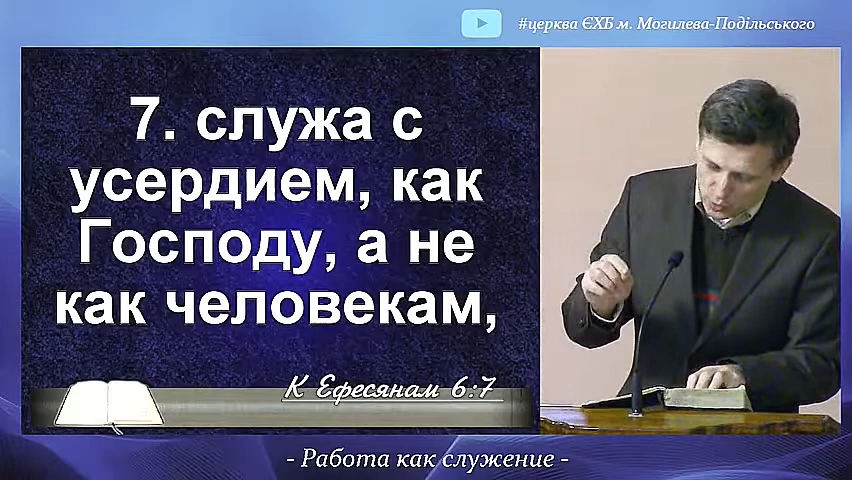 #церква ЄХБ м. Могилева-Подільського
7. служа с
усердием, как
Господу, а не
как человекам,
К Ефесянам 6:7
- Работа как служение -